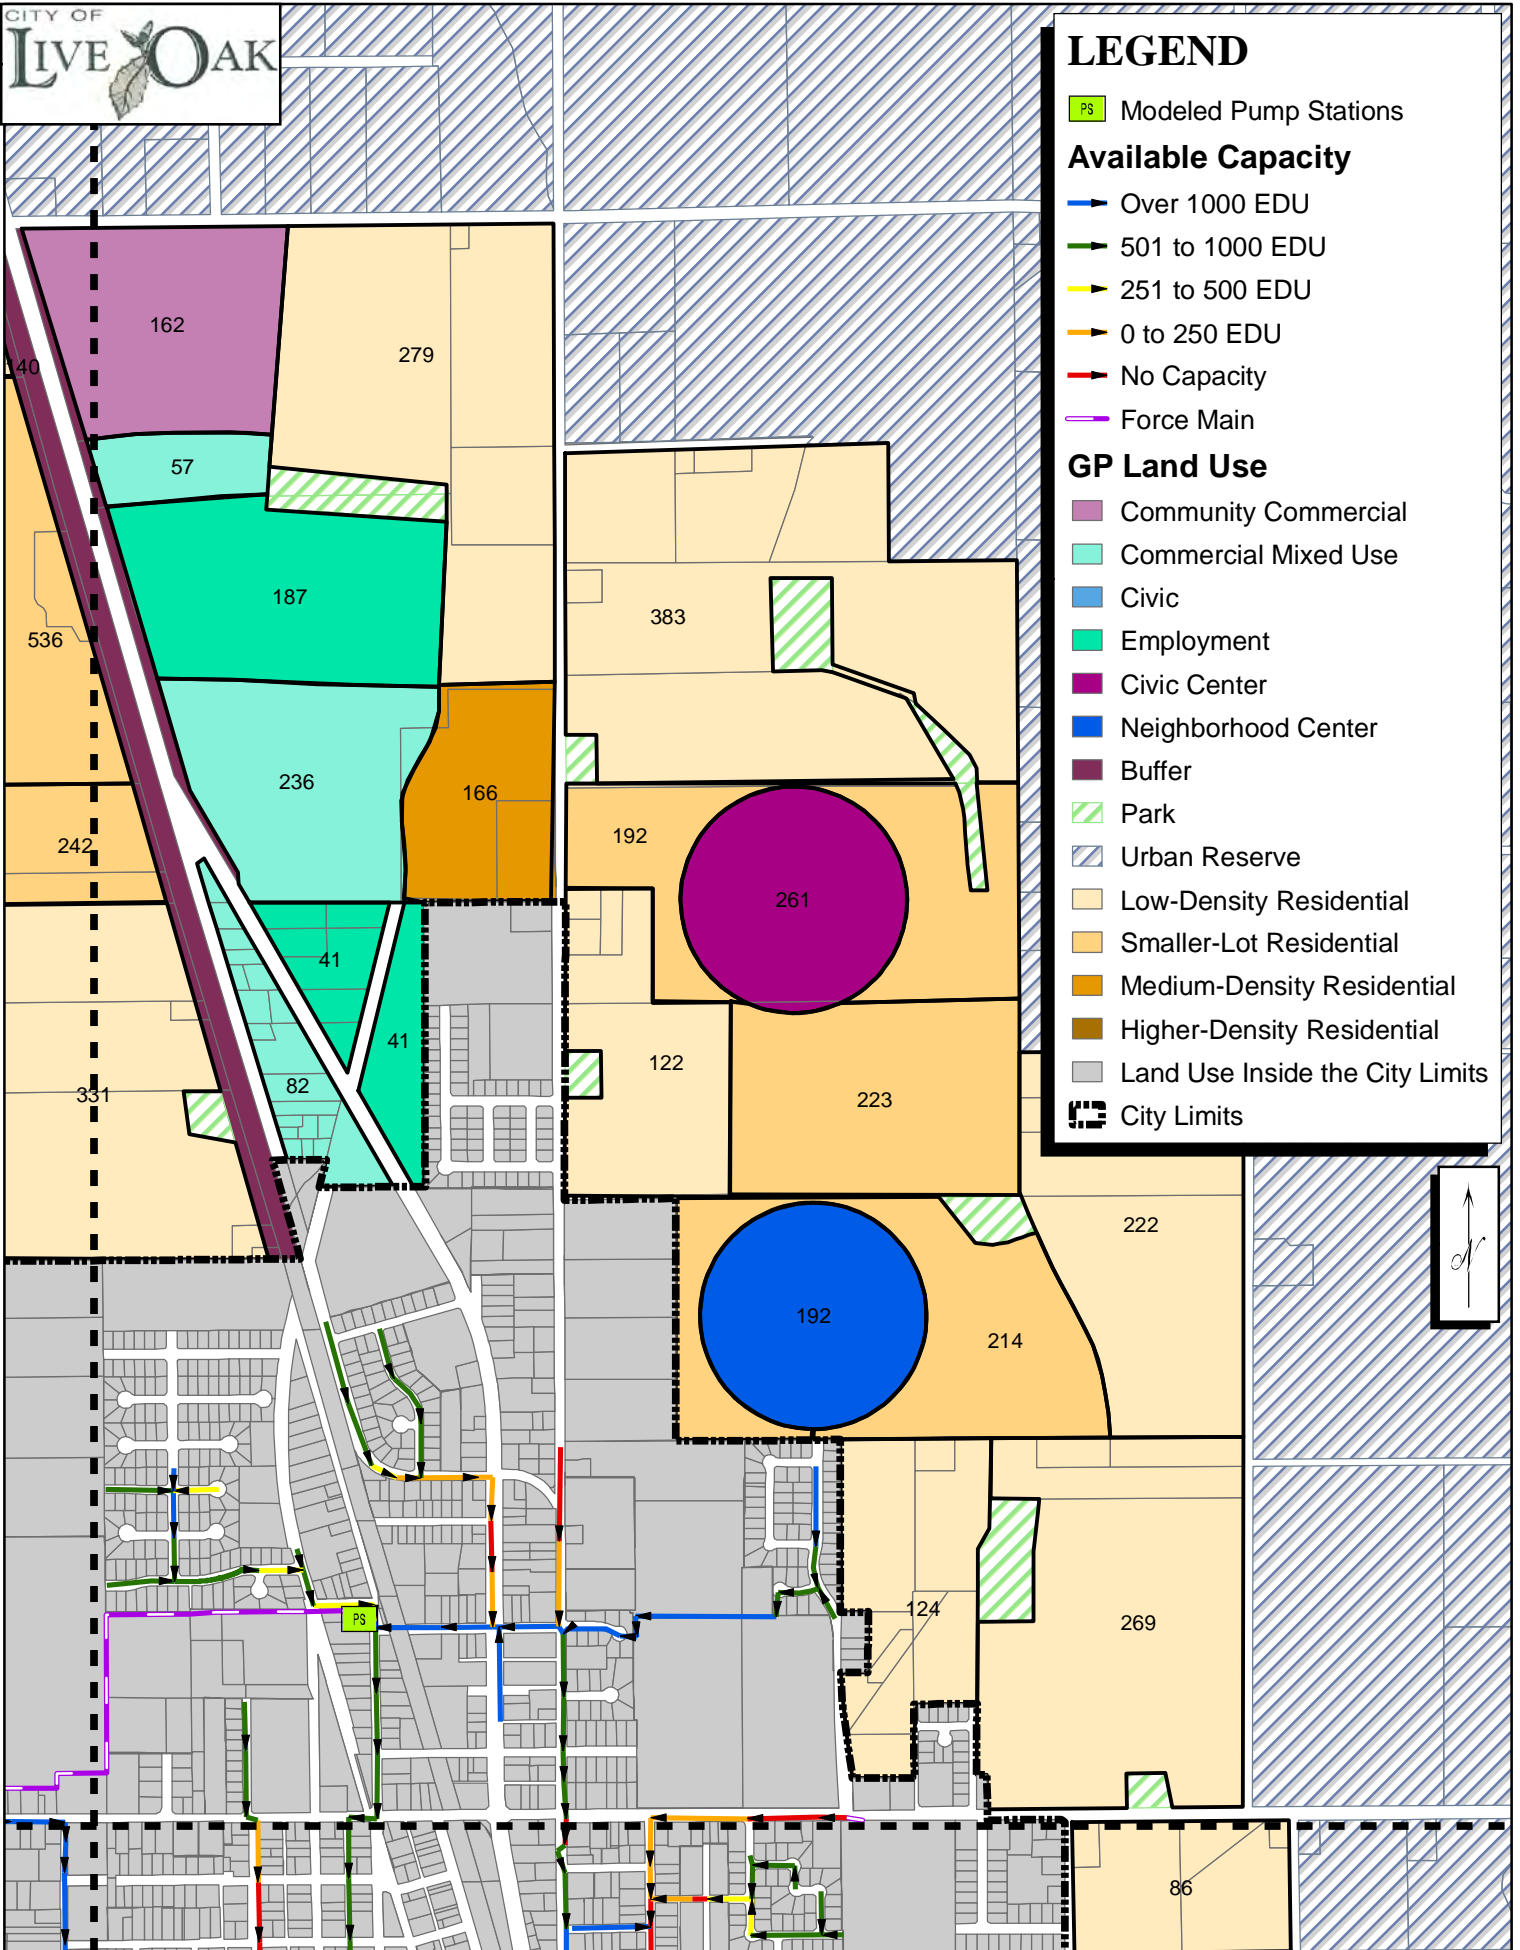 CITY OF
LIVE OAK
LEGEND
PS Modeled Pump Stations
Available Capacity
Over 1000 EDU
501 to 1000 EDU
251 to 500 EDU
0 to 250 EDU
No Capacity
Force Main
GP Land Use
Community Commercial
Commercial Mixed Use
Civic
Employment
Civic Center
Neighborhood Center
Buffer
Park
Urban Reserve
Low-Density Residential
Smaller-Lot Residential
Medium-Density Residential
Higher-Density Residential
Land Use Inside the City Limits
City Limits
N
162
279
40
57
187
383
536
236
166
192
242
261
41
41
122
82
331
223
222
192
214
124
269
PS
86